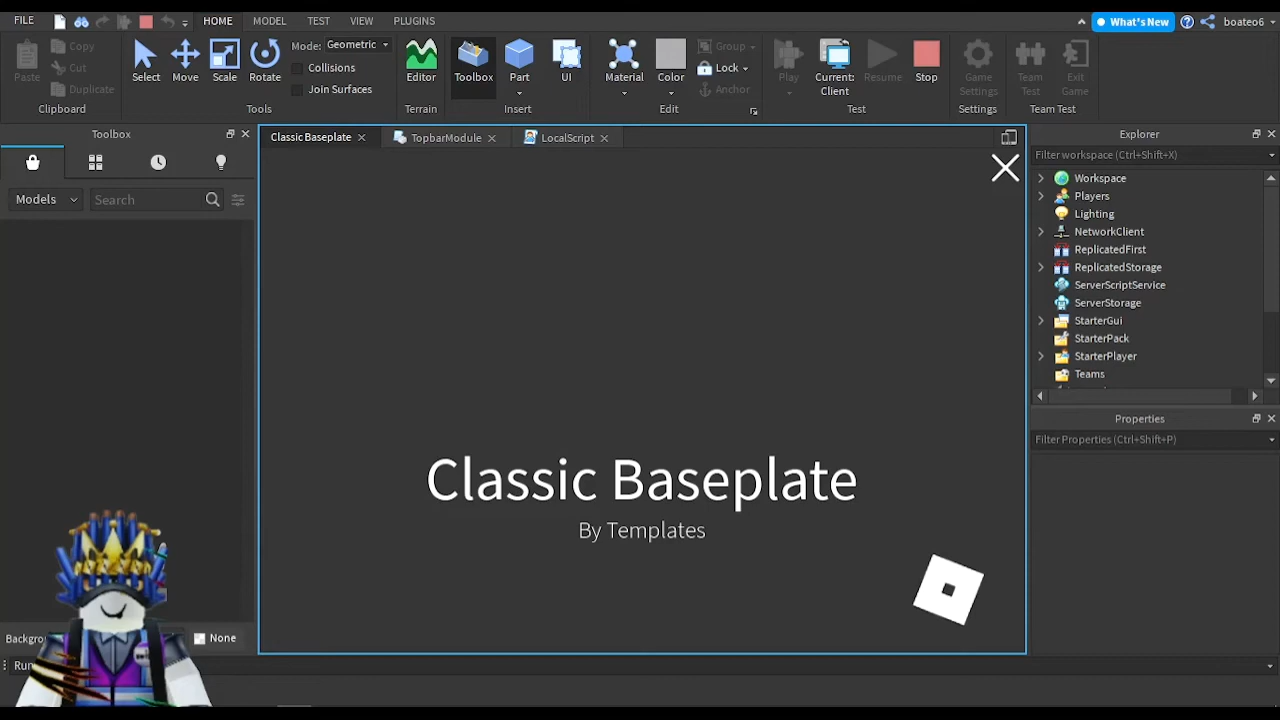 FILE HOME MODEL TEST VIEW PLUGINS What's New boateo6
Paste Copy Cut Duplicate Select Move Scale Rotate Mode: Geometric Collisions Join Surfaces Editor Toolbox Part UI Material Color Group Lock Anchor Play Current: Client Resume Stop Game Settings Team Test Exit Game
Clipboard Tools Terrain Insert Edit Test Settings Team Test
Toolbox
Models Search
ClassicBaseplate TopbarModule LocalScript
Classic Baseplate
By Templates
None
Explorer
Filter workspace (Ctrl+Shift+X)
Workspace
Players
Lighting
NetworkClient
ReplicatedFirst
ReplicatedStorage
ServerScriptService
ServerStorage
StarterGui
StarterPack
StarterPlayer
Teams
Properties
Filter Properties (Ctrl+Shift+P)